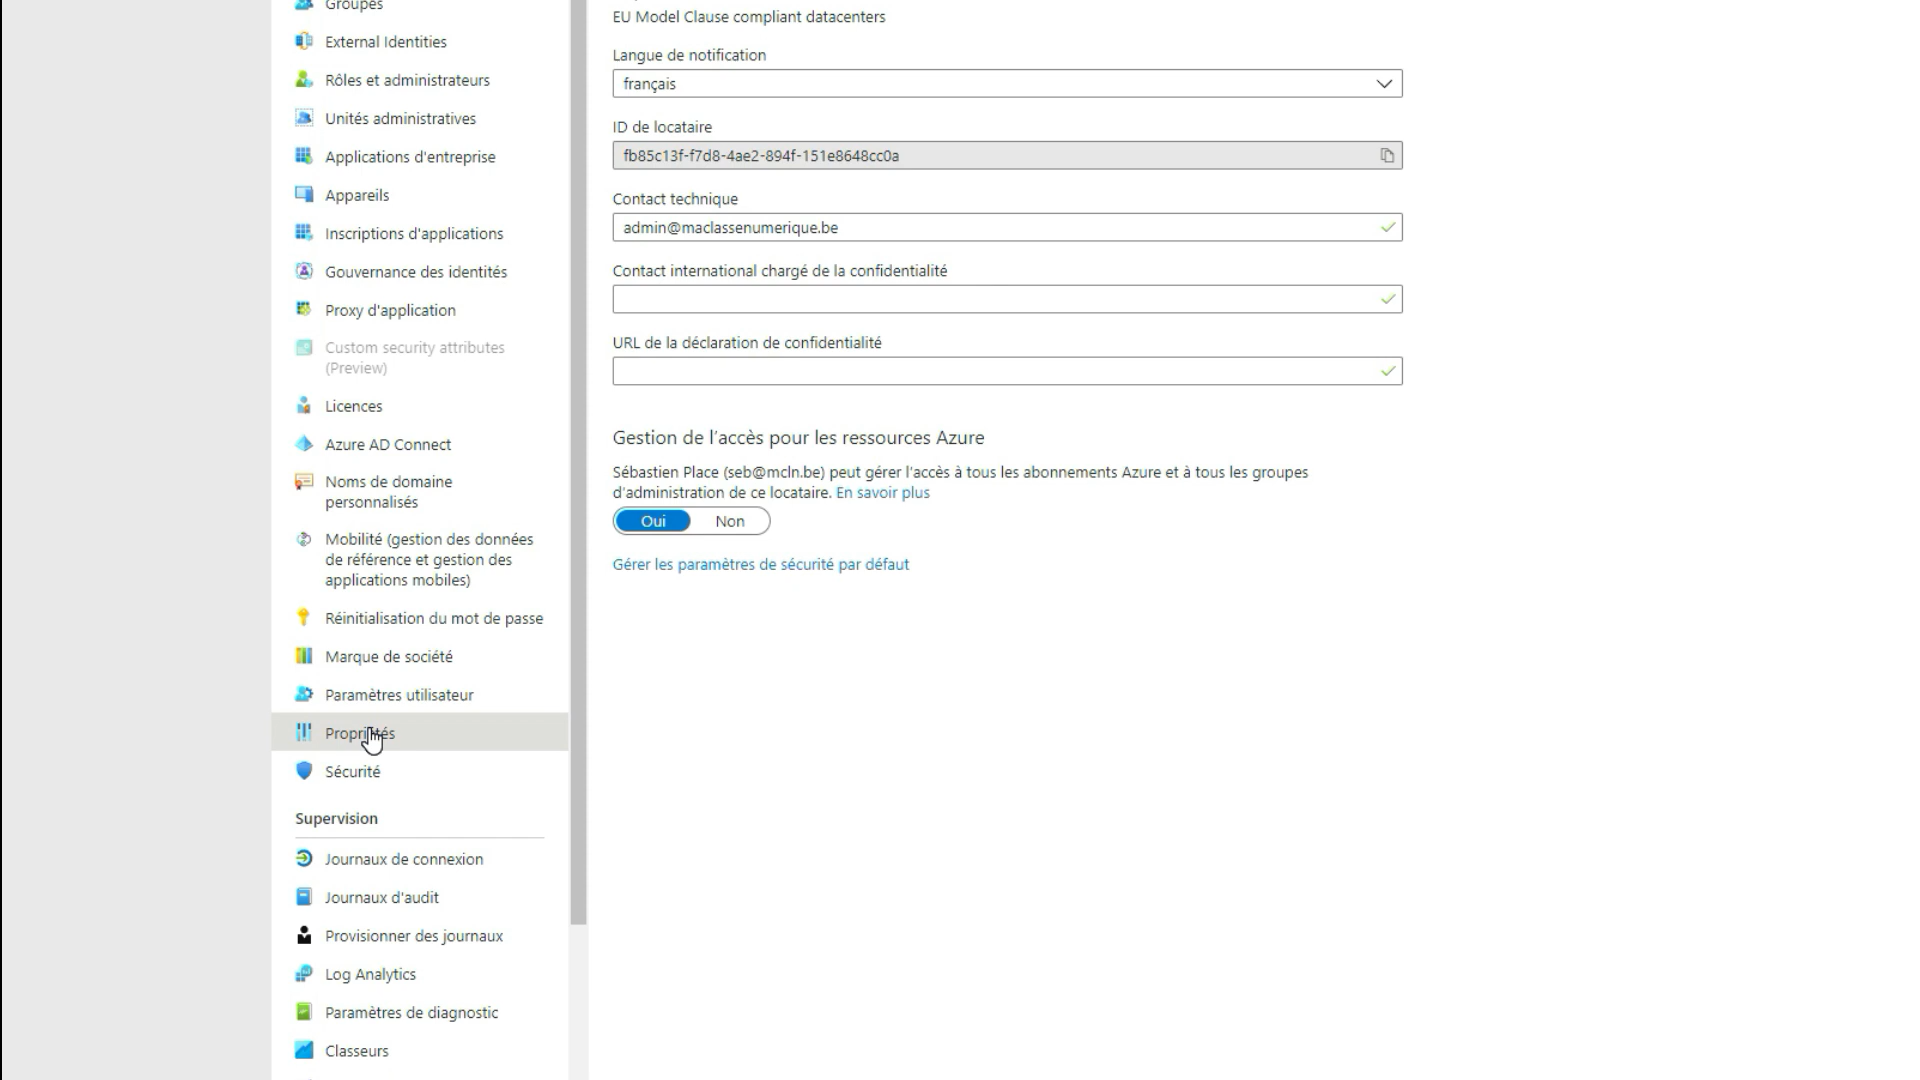 Groupes
External Identities
Rôles et administrateurs
Unités administratives
Applications d'entreprise
Appareils
Inscriptions d'applications
Gouvernance des identités
Proxy d'application
Custom security attributes
(Preview)
Licences
Azure AD Connect
Noms de domaine
personnalisés
Mobilité (gestion des données
de référence et gestion des
applications mobiles)
Réinitialisation du mot de passe
Marque de société
Paramètres utilisateur
Propriétés
Sécurité
Supervision
Journaux de connexion
Journaux d'audit
Provisionner des journaux
Log Analytics
Paramètres de diagnostic
Classeurs
EU Model Clause compliant datacenters
Langue de notification
français
ID de locataire
fb85c13f-f7d8-4ae2-894f-151e8648cc0a
Contact technique
admin@maclassenumerique.be
Contact international chargé de la confidentialité
URL de la déclaration de confidentialité
Gestion de l'accès pour les ressources Azure
Sébastien Place (seb@mcln.be) peut gérer l'accès à tous les abonnements Azure et à tous les groupes
d'administration de ce locataire. En savoir plus
Oui Non
Gérer les paramètres de sécurité par défaut